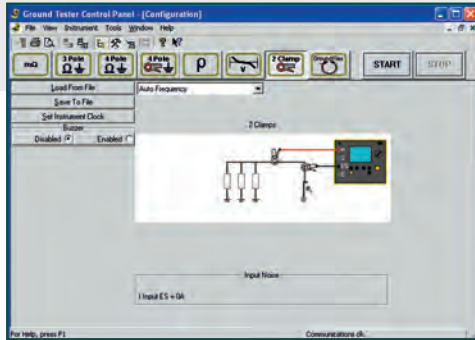 Ground Tester Control Panel - [Configuration]
File View Instrument Tools Window Help
mΩ 3 Pole Ω 4 Pole Ω 4 Pole ρ V 2 Clamp START STOP
Load From File Auto Frequency
Save To File
Set Instrument Clock
Buzzer
Disabled Enabled
2 Clamps
Input Noise
I Input ES = 0A
For Help, press F1 Communications ok.